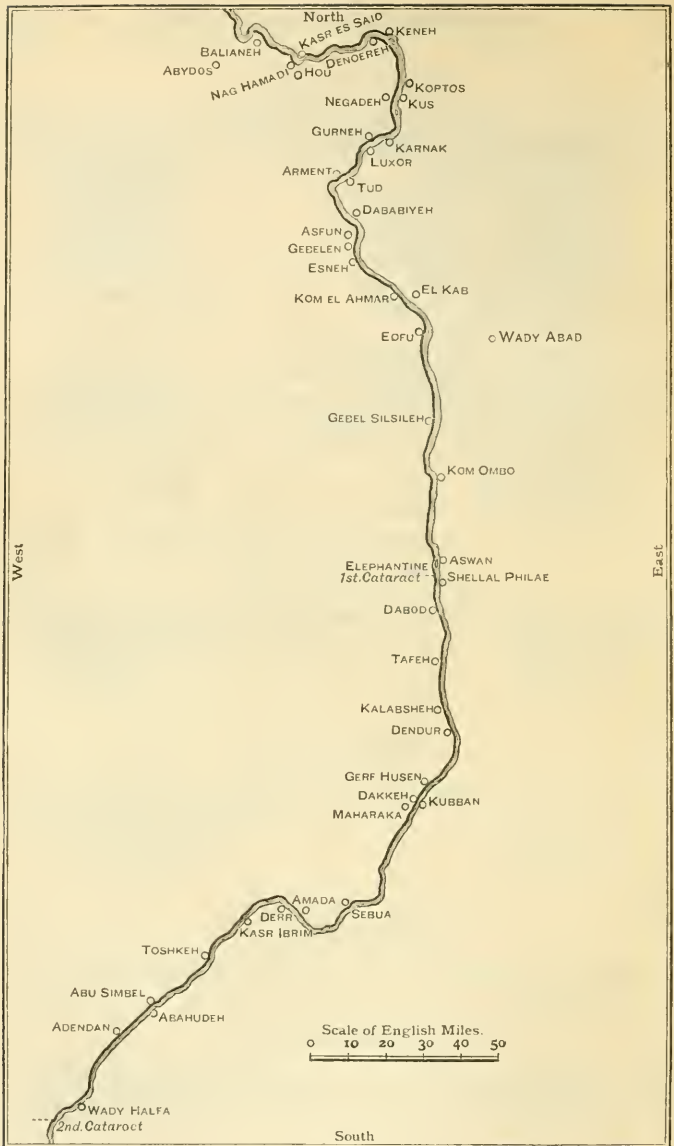 North
KASR ES SAID
KENEH
BALIANEH
DENDEREH
ABYDOS
NAG HAMADI
HOU
KOPTOS
NEGADEH
KUS
GURNEH
KARNAK
LUXOR
ARMENT
TUD
DABABIYEH
ASFUN
GEBELEN
ESNEH
EL KAB
KOM EL AHMAR
EDFU
WADY ABAD
GEBEL SILSILEH
KOM OMBO
West
East
ELEPHANTINE
ASWAN
1st. Cataract
SHELLAL PHILAE
DABOD
TAFEH
KALABSHEH
DENDUR
GERF HUSEN
DAKKEH
KUBBAN
MAHARAKA
AMADA
SEBUA
DERR
KASR IBRIM
TOSHKEH
ABU SIMBEL
ABAHUDEH
ADENDAN
Scale of English Miles.
0 10 20 30 40 50
WADY HALFA
2nd. Cataract
South